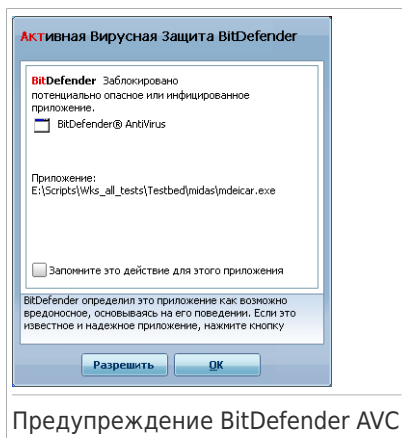 Активная Вирусная Защита BitDefender
BitDefender Заблокировано
потенциально опасное или инфицированное
приложение.
BitDefender® AntiVirus
Приложение:
E:\Scripts\Wks_all_tests\Testbed\midas\mdeicar.exe
Запомните это действие для этого приложения
BitDefender определил это приложение как возможно
вредоносное, основываясь на его поведении. Если это
известное и надежное приложение, нажмите кнопку
Разрешить OK
Предупреждение BitDefender AVC